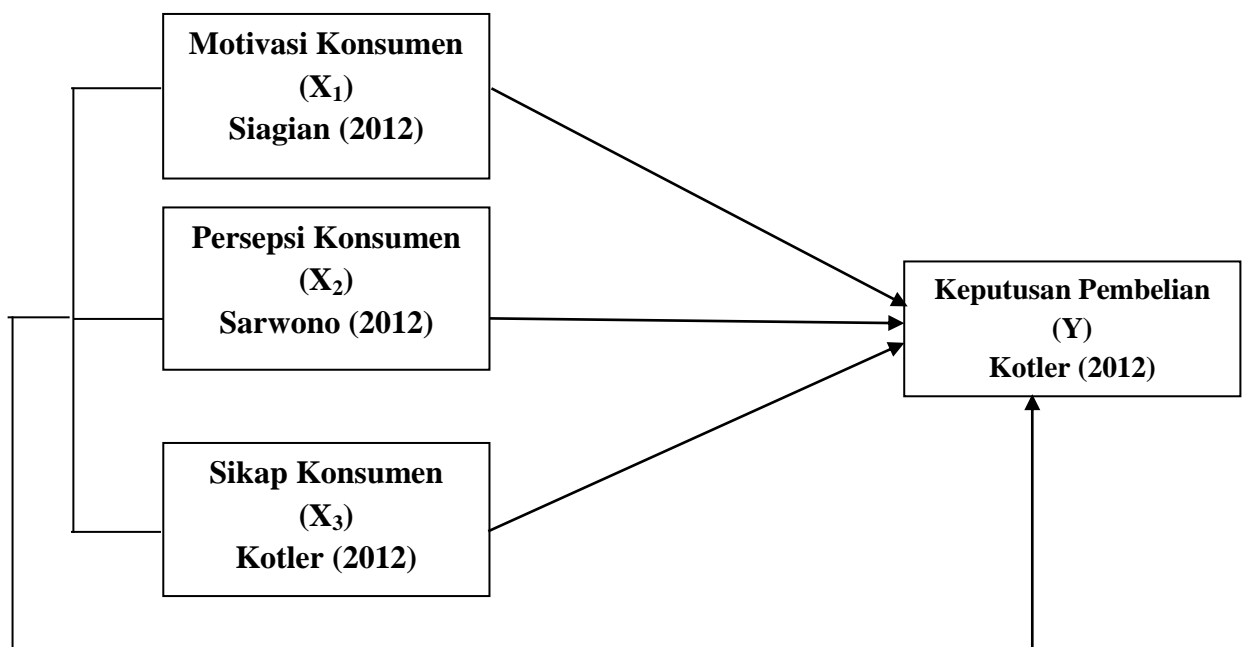 Motivasi Konsumen
(X₁)
Siagian (2012)
Persepsi Konsumen
(X₂)
Sarwono (2012)
Sikap Konsumen
(X₃)
Kotler (2012)
Keputusan Pembelian
(Y)
Kotler (2012)